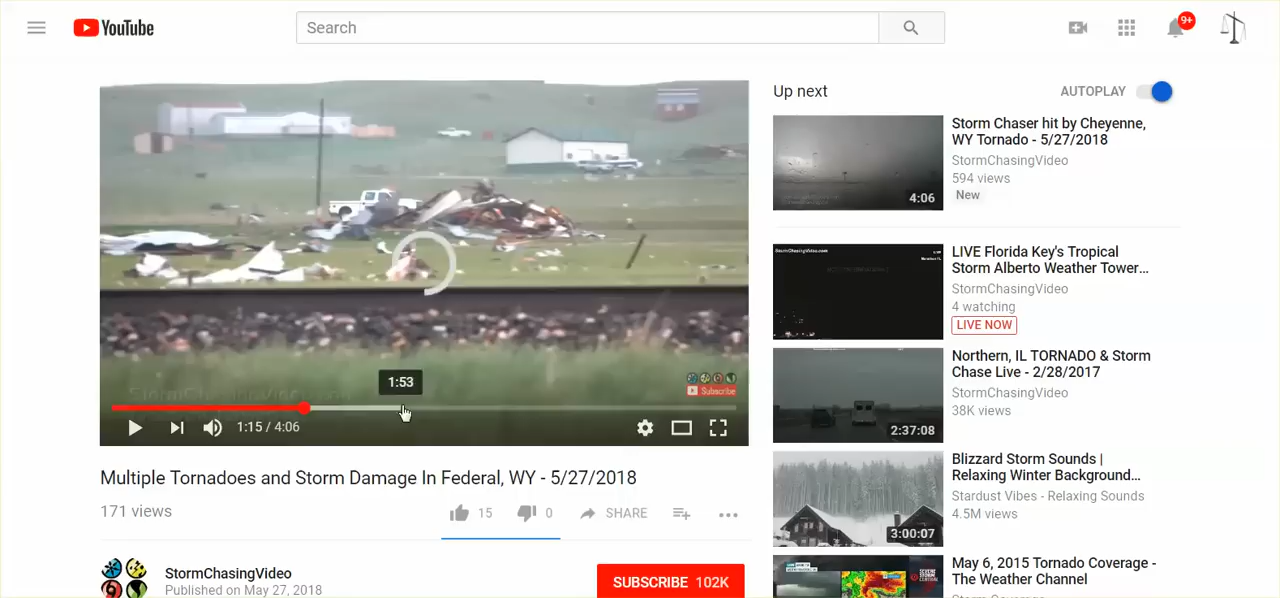 YouTube
Search
9+
1:53
StormChasingVideo
Subscribe
1:15 / 4:06
Multiple Tornadoes and Storm Damage In Federal, WY - 5/27/2018
171 views
15
0
SHARE
StormChasingVideo
Published on May 27, 2018
SUBSCRIBE 102K
Up next
AUTOPLAY
4:06
Storm Chaser hit by Cheyenne,
WY Tornado - 5/27/2018
StormChasingVideo
594 views
New
StormChasingVideo.com
LIVE Florida Key's Tropical
Storm Alberto Weather Tower...
StormChasingVideo
4 watching
LIVE NOW
2:37:08
Northern, IL TORNADO & Storm
Chase Live - 2/28/2017
StormChasingVideo
38K views
3:00:07
Blizzard Storm Sounds |
Relaxing Winter Background...
Stardust Vibes - Relaxing Sounds
4.5M views
May 6, 2015 Tornado Coverage -
The Weather Channel